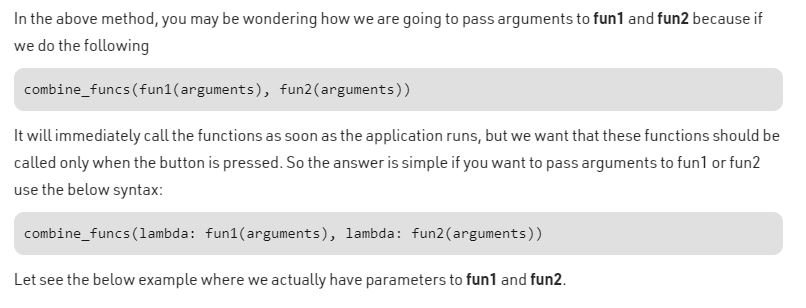 In the above method, you may be wondering how we are going to pass arguments to fun1 and fun2 because if
we do the following
combine_funcs(fun1(arguments), fun2(arguments))
It will immediately call the functions as soon as the application runs, but we want that these functions should be
called only when the button is pressed. So the answer is simple if you want to pass arguments to fun1 or fun2
use the below syntax:
combine_funcs(lambda: fun1(arguments), lambda: fun2(arguments))
Let see the below example where we actually have parameters to fun1 and fun2.